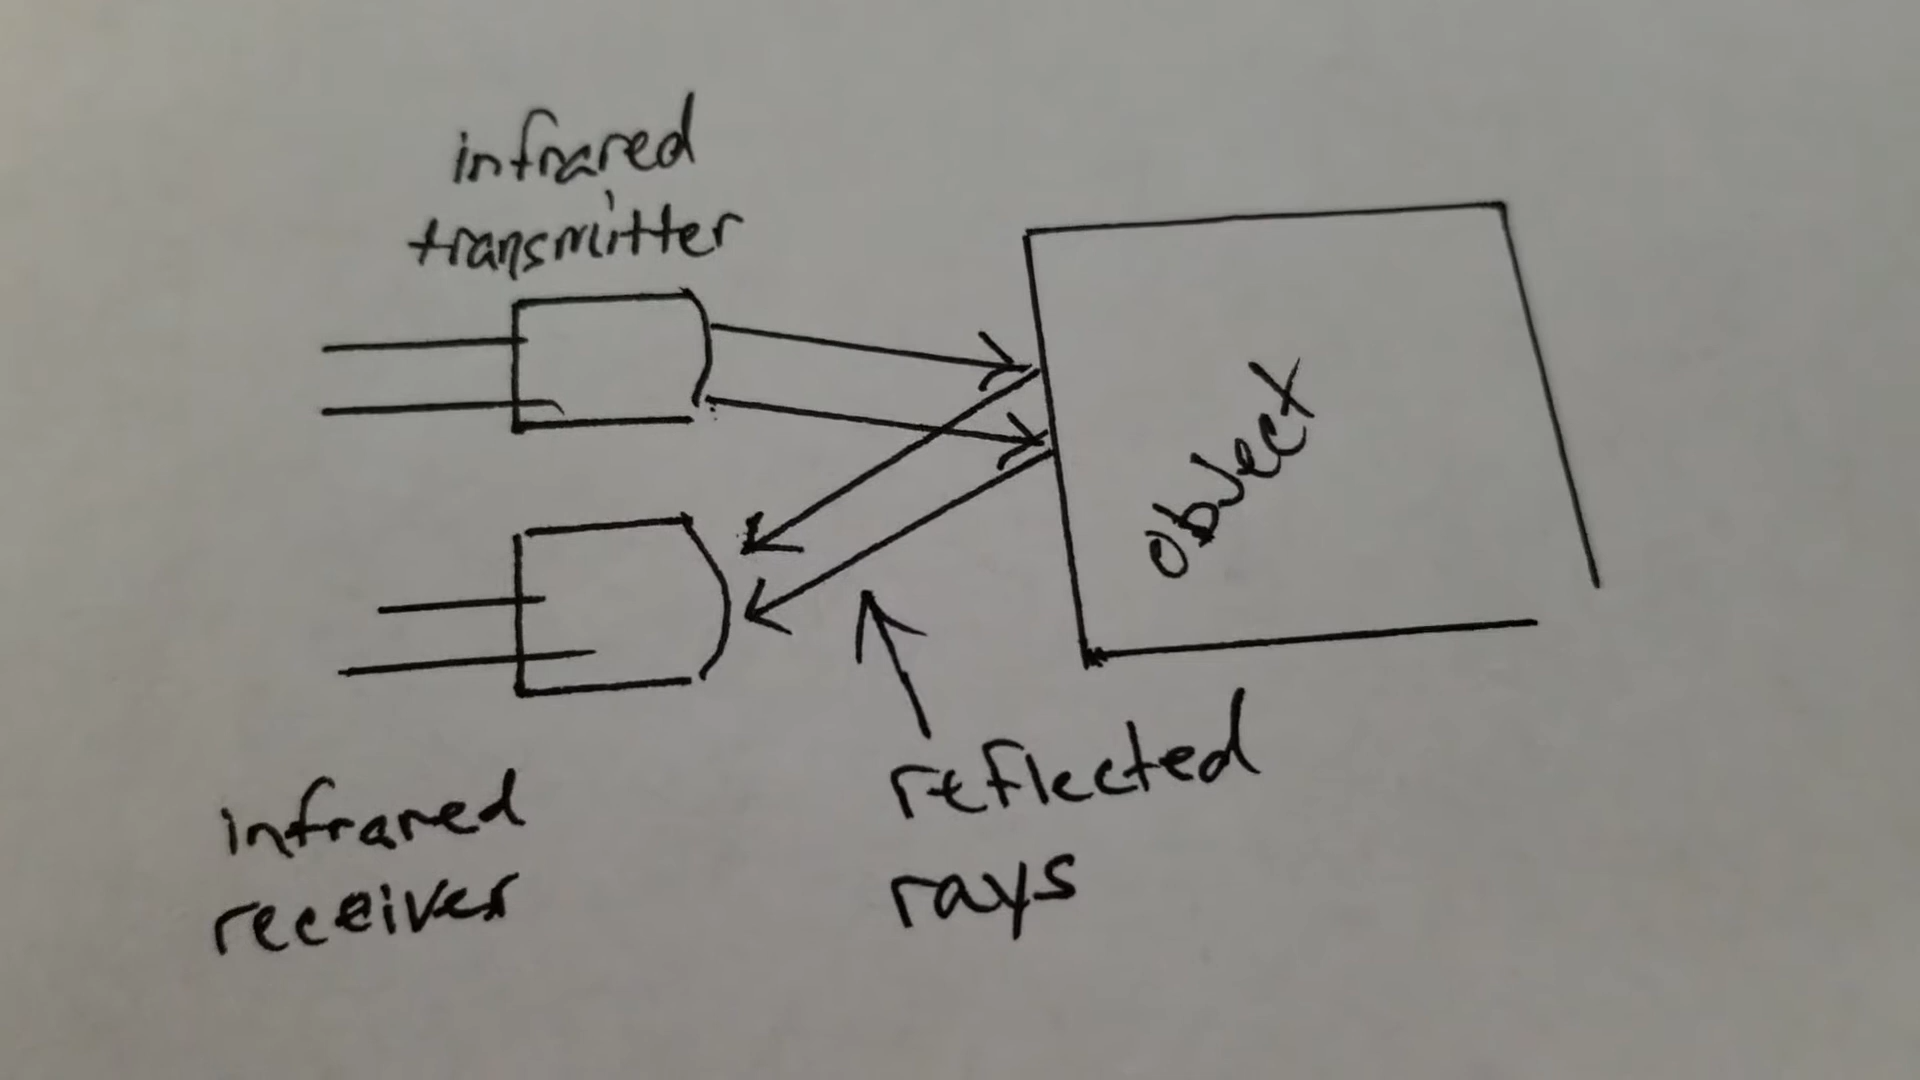 infrared
transmitter
object
reflected
rays
infrared
receiver